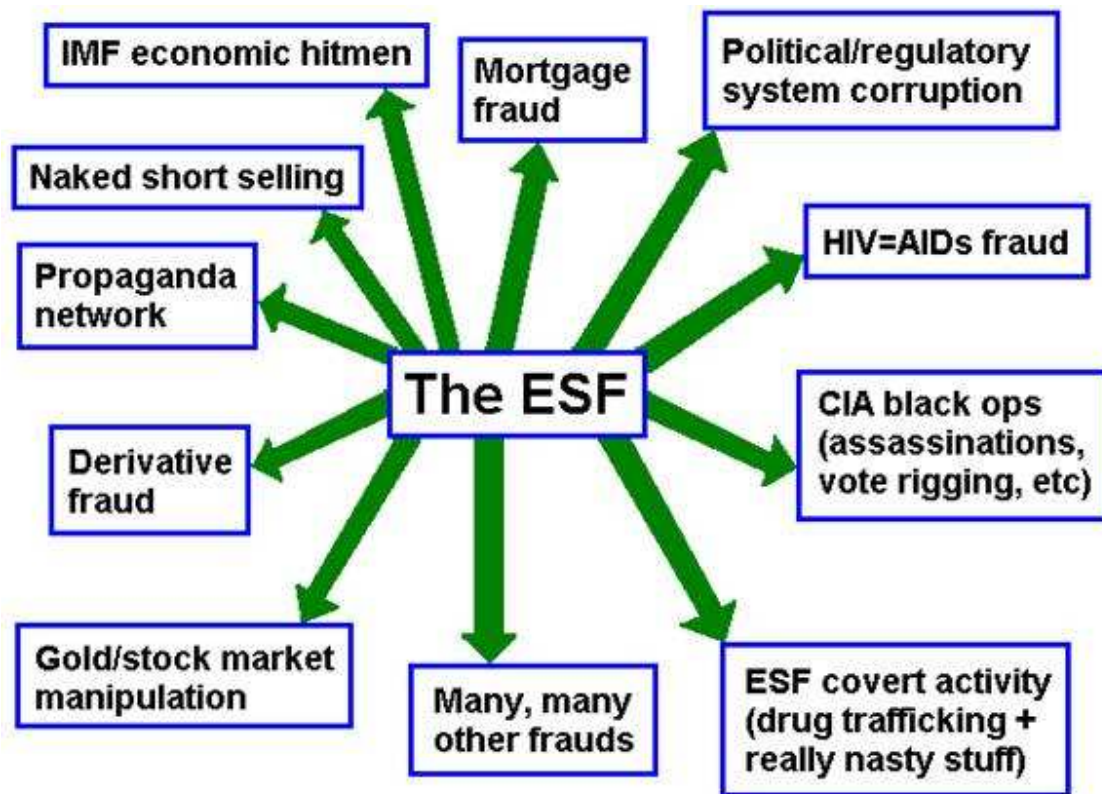 IMF economic hitmen
Mortgage
fraud
Political/regulatory
system corruption
Naked short selling
HIV=AIDs fraud
Propaganda
network
The ESF
CIA black ops
(assassinations,
vote rigging, etc)
Derivative
fraud
Gold/stock market
manipulation
Many, many
other frauds
ESF covert activity
(drug trafficking +
really nasty stuff)